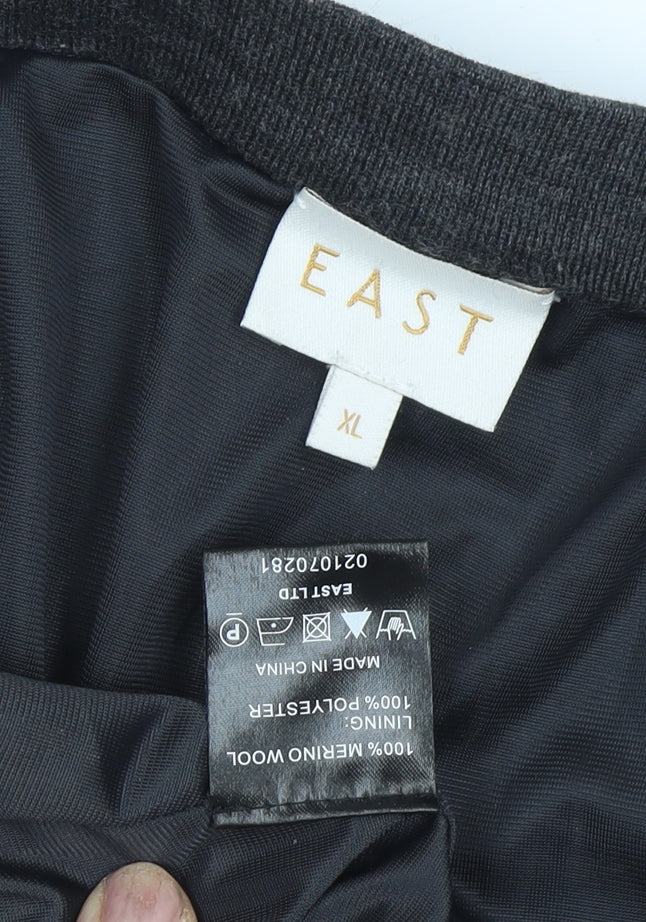 EAST
XL
100% MERINO WOOL
LINING:
100% POLYESTER
MADE IN CHINA
P
EAST LTD
021070281